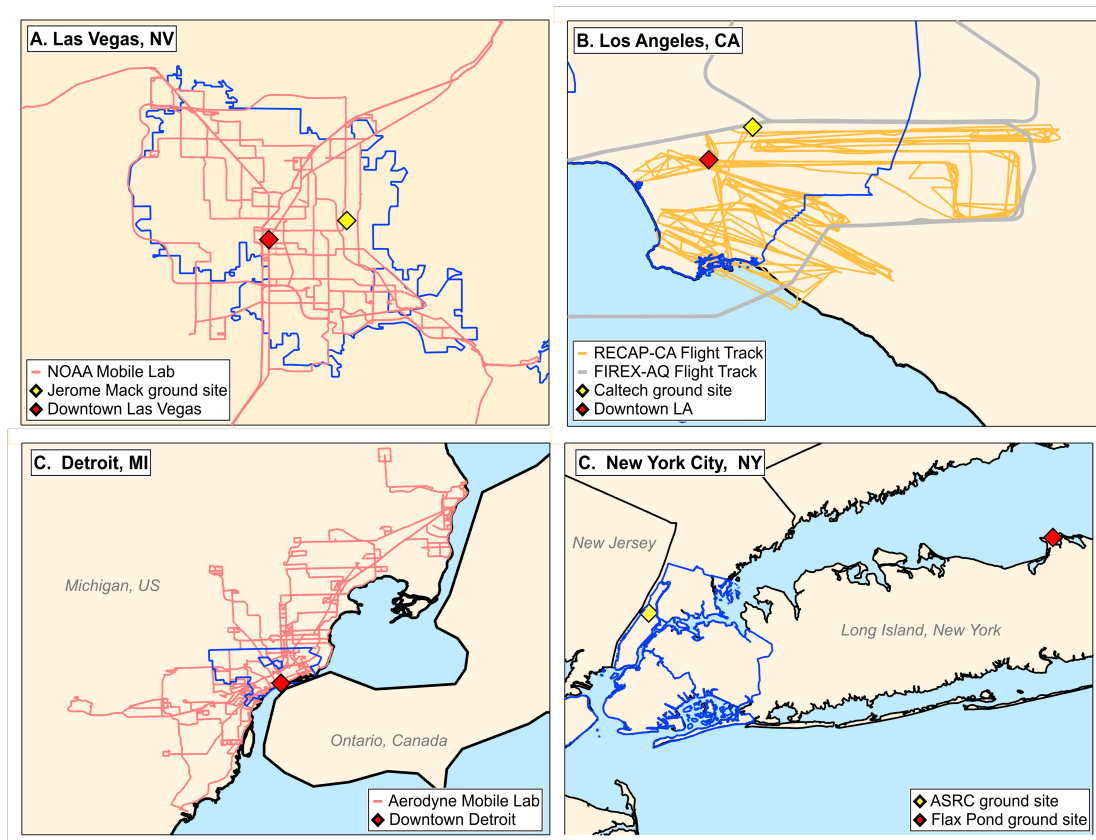 A. Las Vegas, NV
NOAA Mobile Lab
Jerome Mack ground site
Downtown Las Vegas
B. Los Angeles, CA
RECAP-CA Flight Track
FIREX-AQ Flight Track
Caltech ground site
Downtown LA
C. Detroit, MI
Michigan, US
Ontario, Canada
Aerodyne Mobile Lab
Downtown Detroit
C. New York City, NY
New Jersey
Long Island, New York
ASRC ground site
Flax Pond ground site